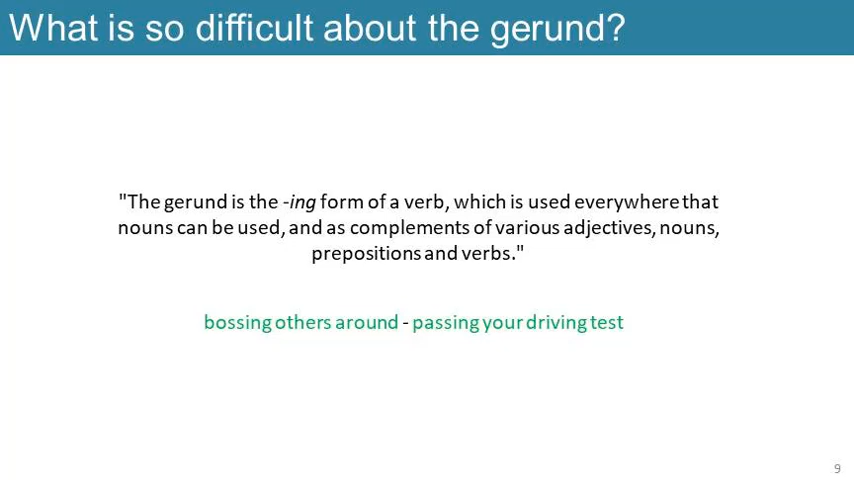 What is so difficult about the gerund?
"The gerund is the -ing form of a verb, which is used everywhere that
nouns can be used, and as complements of various adjectives, nouns,
prepositions and verbs."
bossing others around - passing your driving test
9